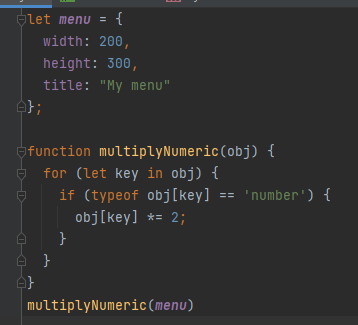 let menu = {
  width: 200,
  height: 300,
  title: "My menu"
};

function multiplyNumeric(obj) {
  for (let key in obj) {
    if (typeof obj[key] == 'number') {
      obj[key] *= 2;
    }
  }
}
multiplyNumeric(menu)